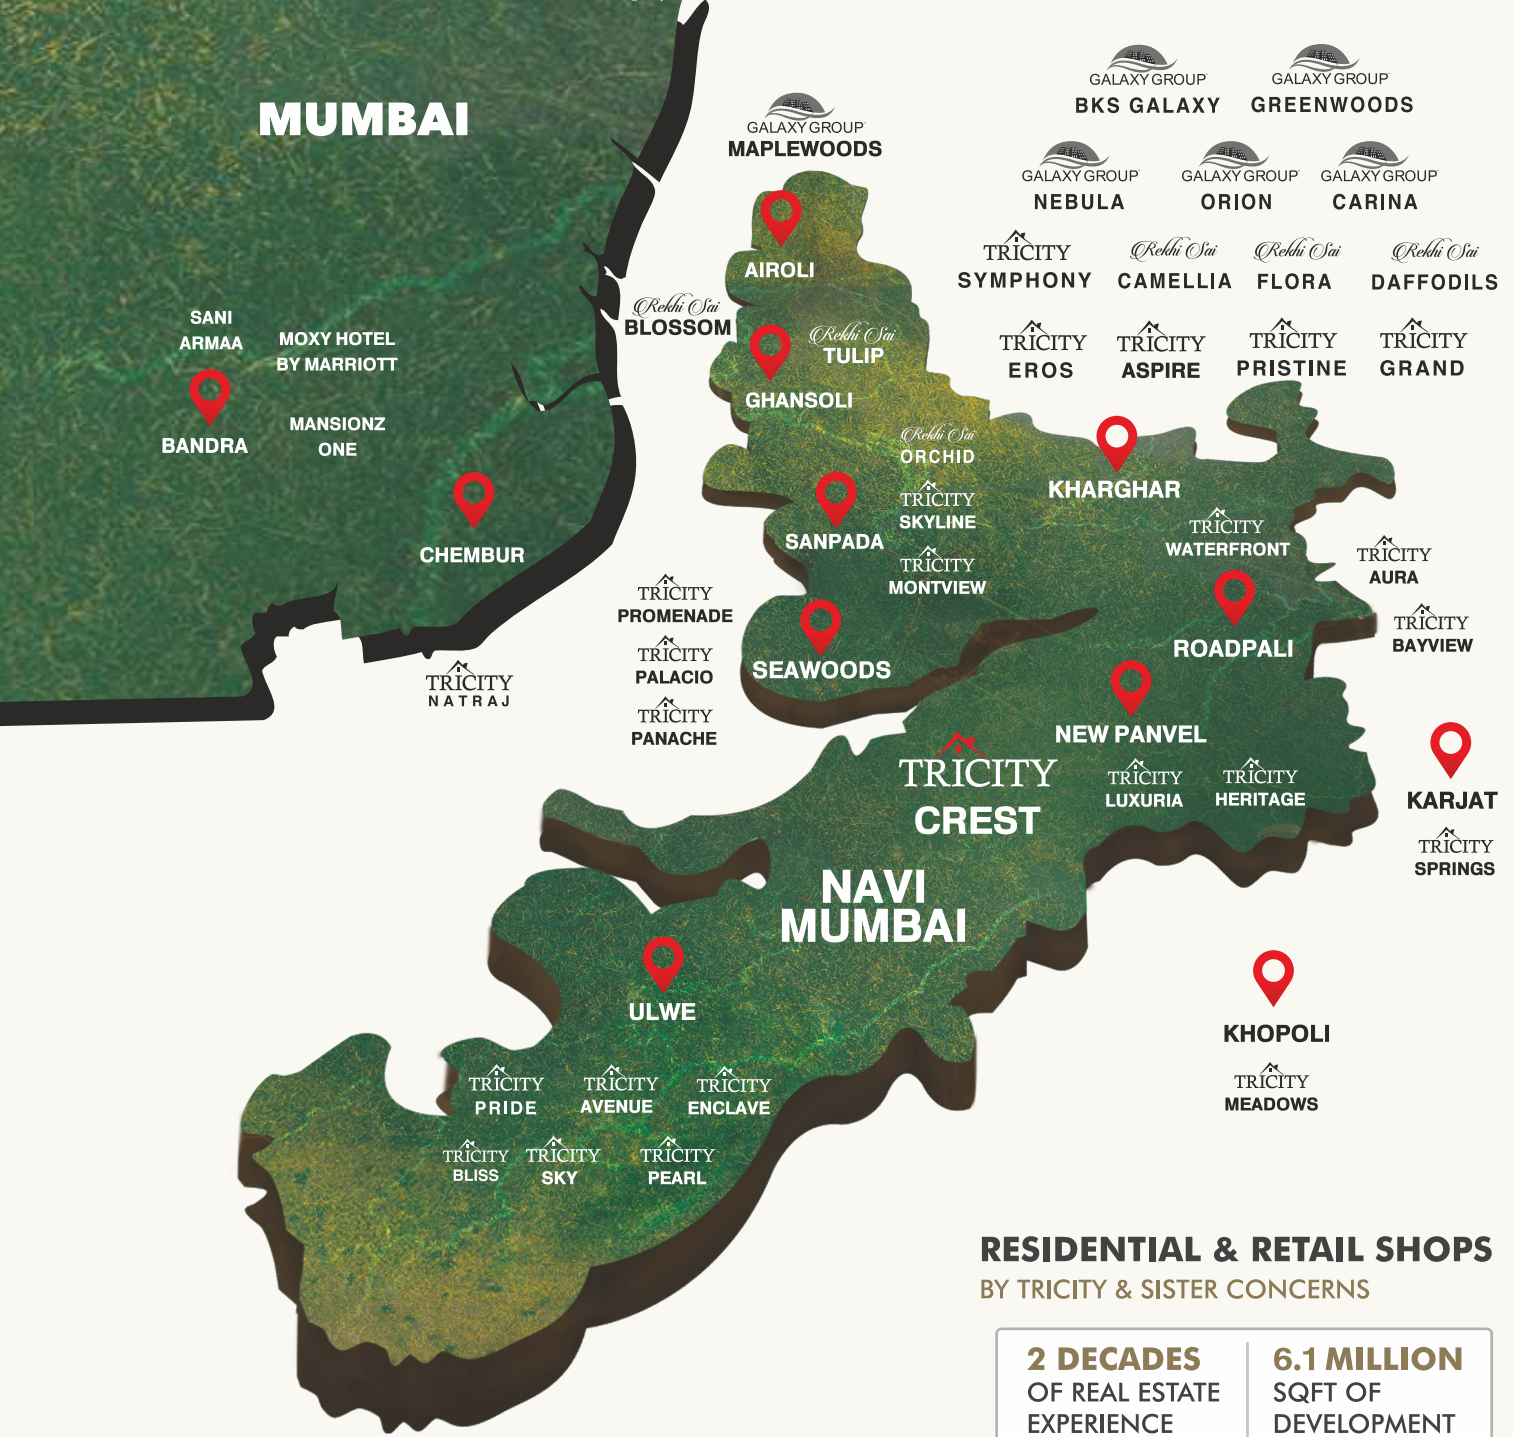 MUMBAI
SANI
ARMAA
MOXY HOTEL
BY MARRIOTT
BANDRA
MANSIONZ
ONE
CHEMBUR
TRICITY
NATRAJ
GALAXY GROUP
MAPLEWOODS
AIROLI
Rekhi Sai
BLOSSOM
Rekhi Sai
TULIP
GHANSOLI
GALAXY GROUP
BKS GALAXY
GALAXY GROUP
GREENWOODS
GALAXY GROUP
NEBULA
GALAXY GROUP
ORION
GALAXY GROUP
CARINA
TRICITY
SYMPHONY
Rekhi Sai
CAMELLIA
Rekhi Sai
FLORA
Rekhi Sai
DAFFODILS
TRICITY
EROS
TRICITY
ASPIRE
TRICITY
PRISTINE
TRICITY
GRAND
KHARGHAR
Rekhi Sai
ORCHID
TRICITY
SKYLINE
SANPADA
TRICITY
MONTVIEW
TRICITY
WATERFRONT
TRICITY
AURA
TRICITY
BAYVIEW
ROADPALI
TRICITY
PROMENADE
TRICITY
PALACIO
TRICITY
PANACHE
SEAWOODS
NEW PANVEL
TRICITY
LUXURIA
TRICITY
HERITAGE
TRICITY
CREST
KARJAT
TRICITY
SPRINGS
NAVI
MUMBAI
ULWE
KHOPOLI
TRICITY
MEADOWS
TRICITY
PRIDE
TRICITY
AVENUE
TRICITY
ENCLAVE
TRICITY
BLISS
TRICITY
SKY
TRICITY
PEARL
RESIDENTIAL & RETAIL SHOPS
BY TRICITY & SISTER CONCERNS
2 DECADES
OF REAL ESTATE
EXPERIENCE
6.1 MILLION
SQFT OF
DEVELOPMENT